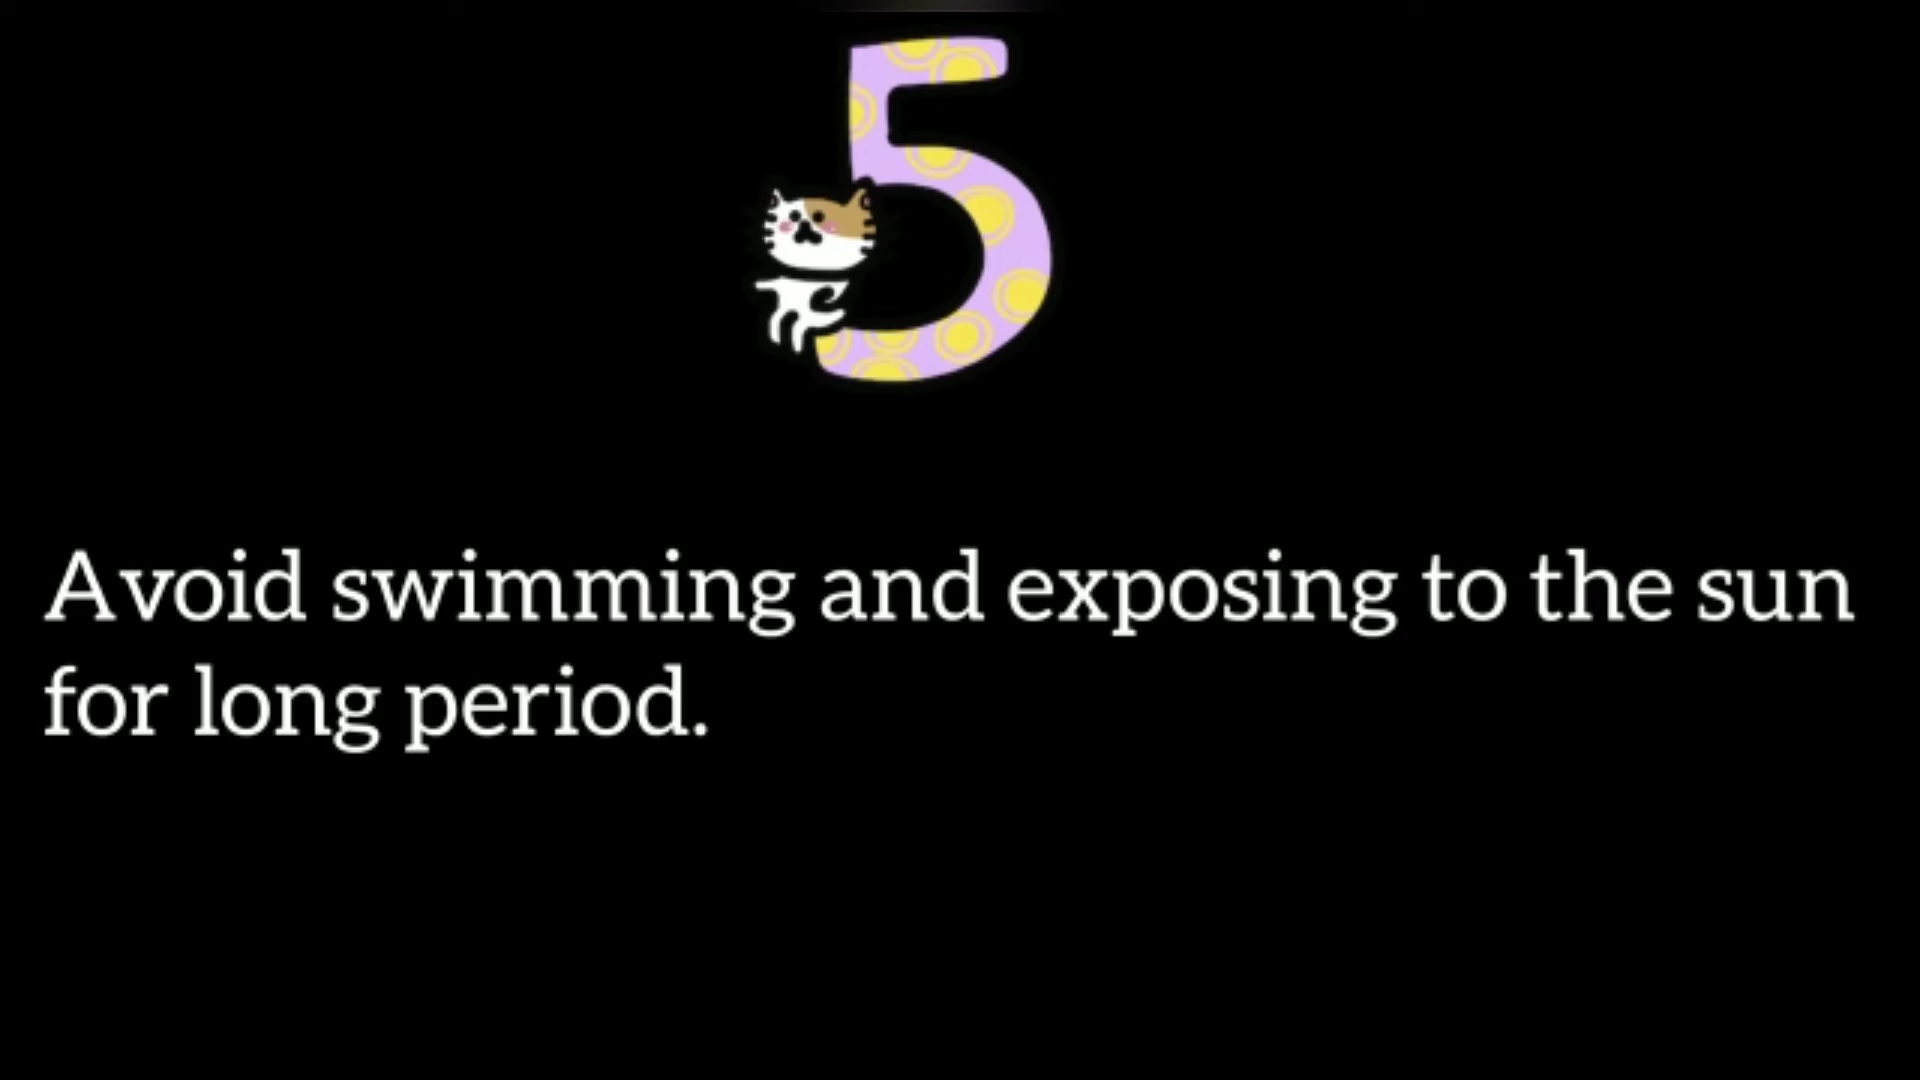 5
Avoid swimming and exposing to the sun
for long period.